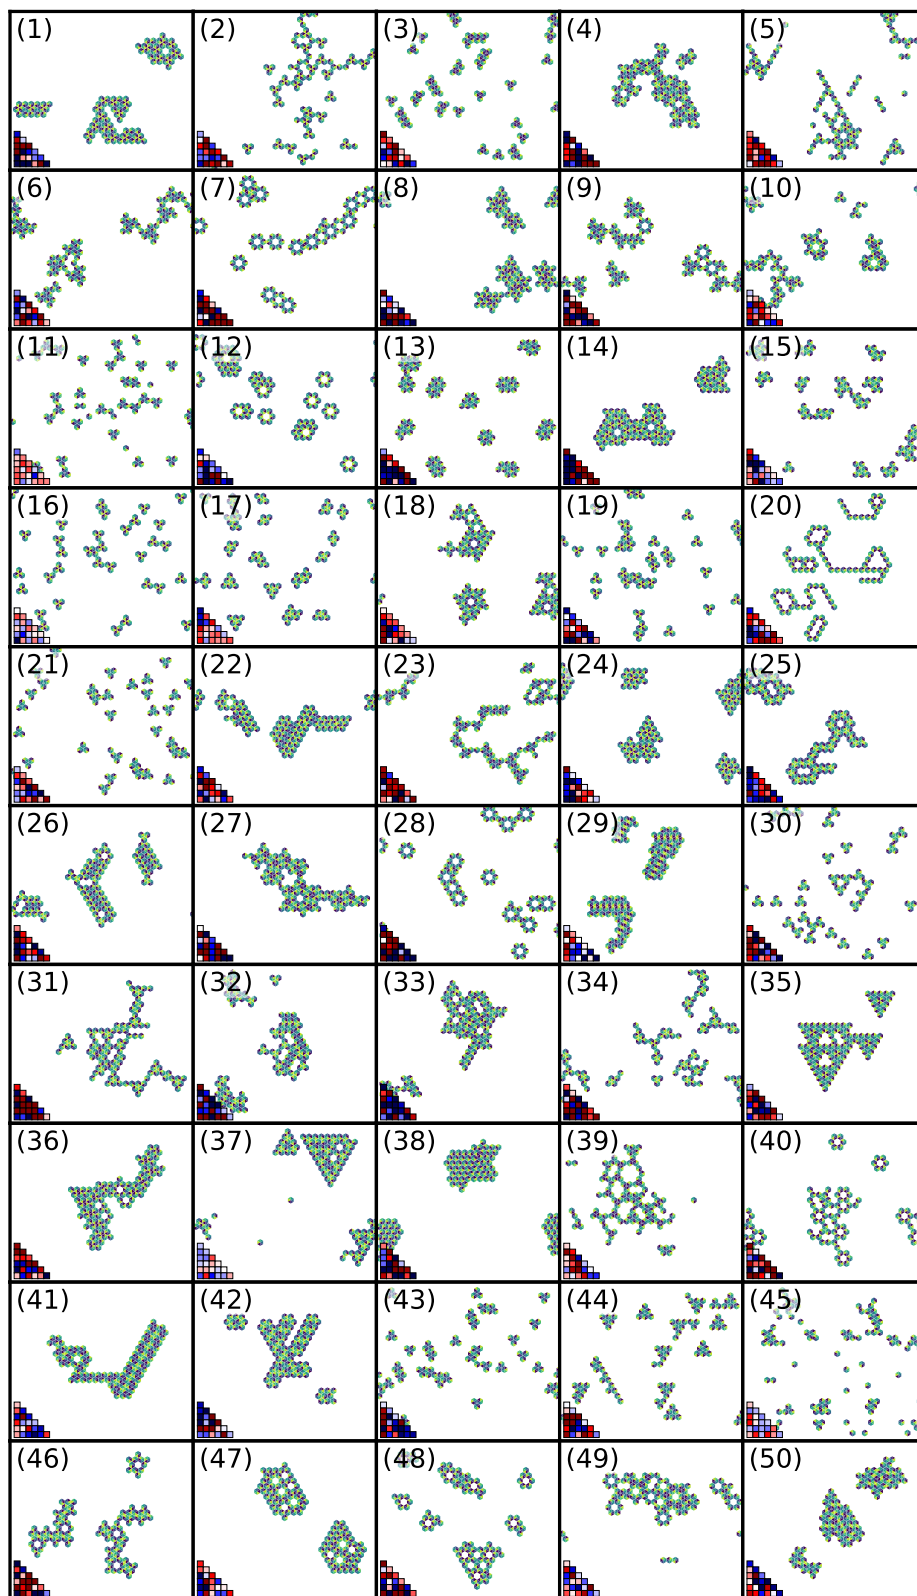 (1) (2) (3) (4) (5)
(6) (7) (8) (9) (10)
(11) (12) (13) (14) (15)
(16) (17) (18) (19) (20)
(21) (22) (23) (24) (25)
(26) (27) (28) (29) (30)
(31) (32) (33) (34) (35)
(36) (37) (38) (39) (40)
(41) (42) (43) (44) (45)
(46) (47) (48) (49) (50)